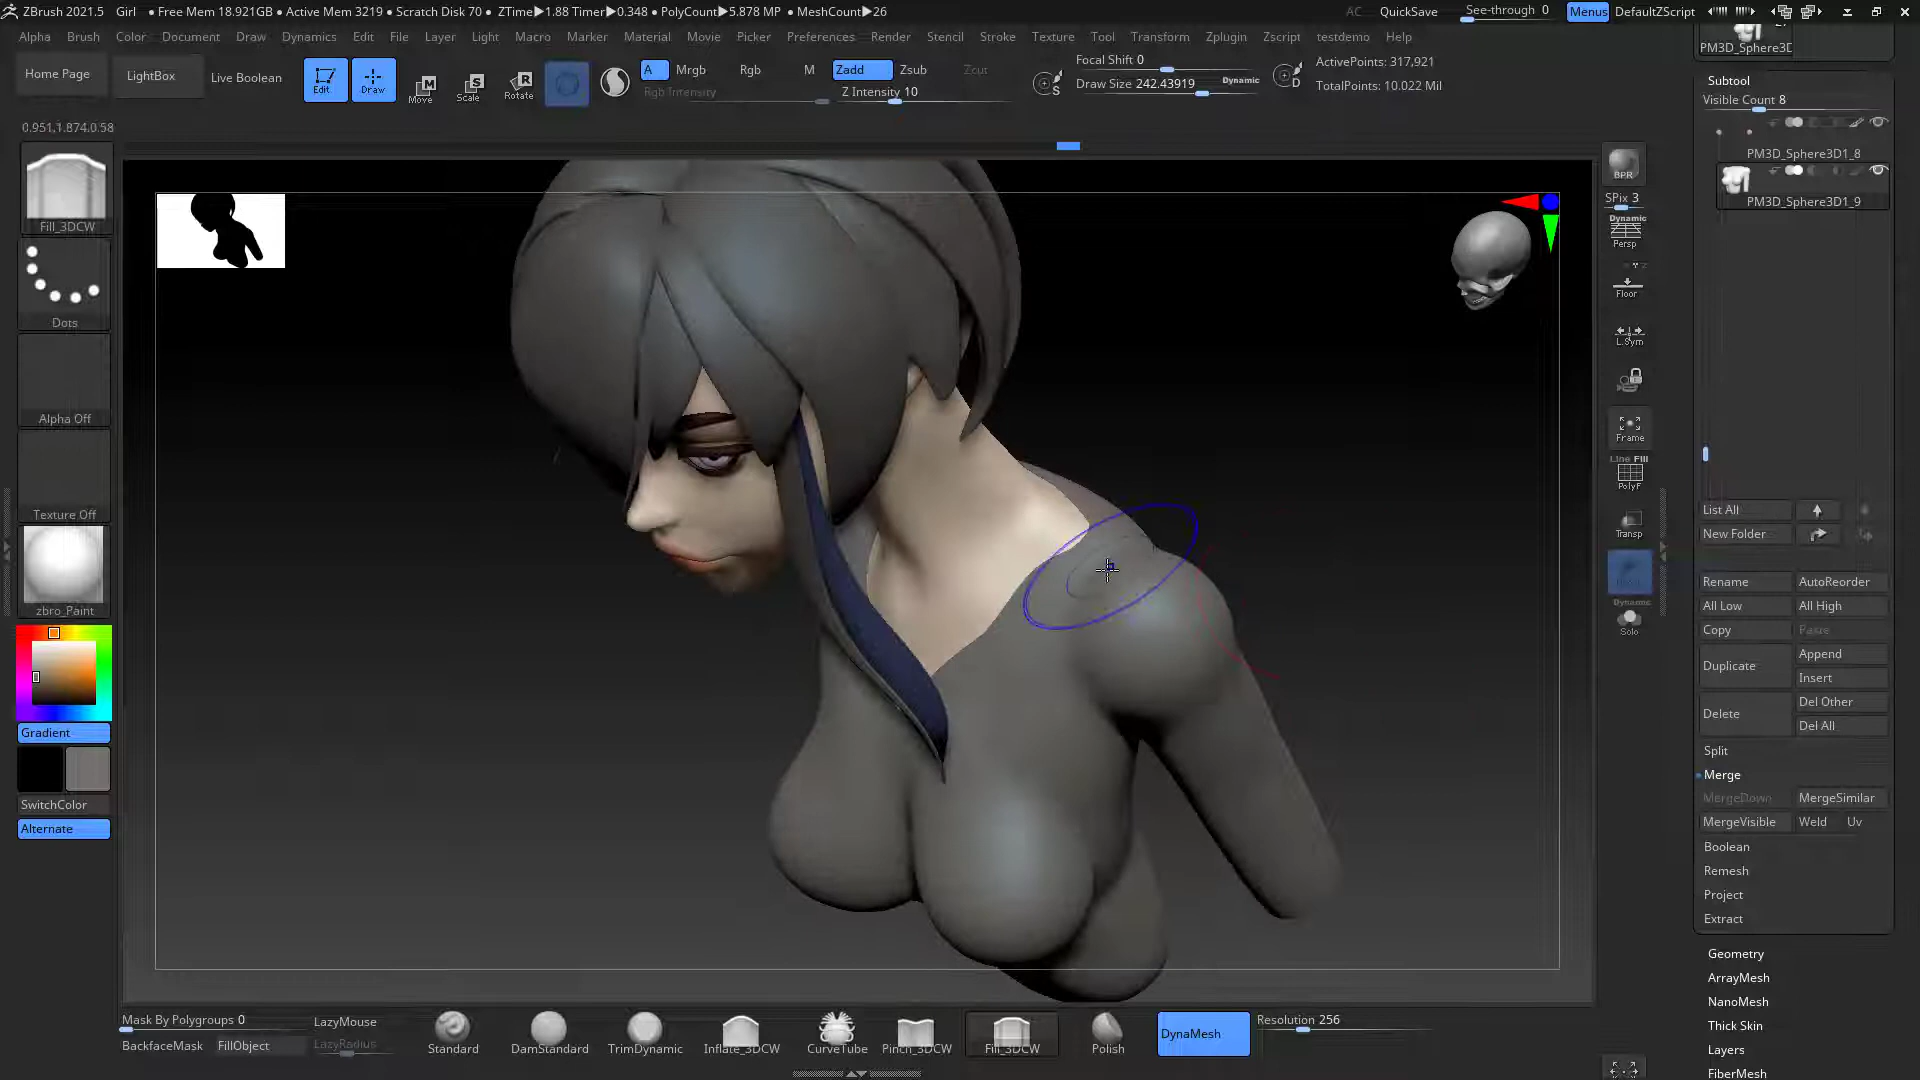 ZBrush 2021.5 Girl • Free Mem 18.921GB • Active Mem 3219 • Scratch Disk 70 • ZTime▶1.88 Timer▶0.348 • PolyCount▶5.878 MP • MeshCount▶26 AC QuickSave See-through 0 Menus DefaultZScript
Alpha Brush Color Document Draw Dynamics Edit File Layer Light Macro Marker Material Movie Picker Preferences Render Stencil Stroke Texture Tool Transform Zplugin Zscript testdemo Help
PM3D_Sphere3D
Home Page LightBox Live Boolean Edit Draw Move Scale Rotate A Mrgb Rgb M Zadd Zsub Zcut
Rgb Intensity Z Intensity 10
Focal Shift 0
Draw Size 242.43919 Dynamic
S
D
ActivePoints: 317,921
TotalPoints: 10.022 Mil
0.951,1.874,0.58
Fill_3DCW
Dots
Alpha Off
Texture Off
zbro_Paint
Gradient
SwitchColor
Alternate
BPR
SPix 3
Dynamic
Persp
Floor
L.Sym
Frame
Line Fill
PolyF
Transp
Dynamic
Solo
Subtool
Visible Count 8
PM3D_Sphere3D1_8
PM3D_Sphere3D1_9
List All
New Folder
Rename AutoReorder
All Low All High
Copy Paste
Duplicate Append
Insert
Delete Del Other
Del All
Split
Merge
MergeDown MergeSimilar
MergeVisible Weld Uv
Boolean
Remesh
Project
Extract
Geometry
ArrayMesh
NanoMesh
Thick Skin
Layers
FiberMesh
Mask By Polygroups 0 LazyMouse
BackfaceMask FillObject LazyRadius
Standard DamStandard TrimDynamic Inflate_3DCW CurveTube Pinch_3DCW Fill_3DCW Polish
DynaMesh Resolution 256